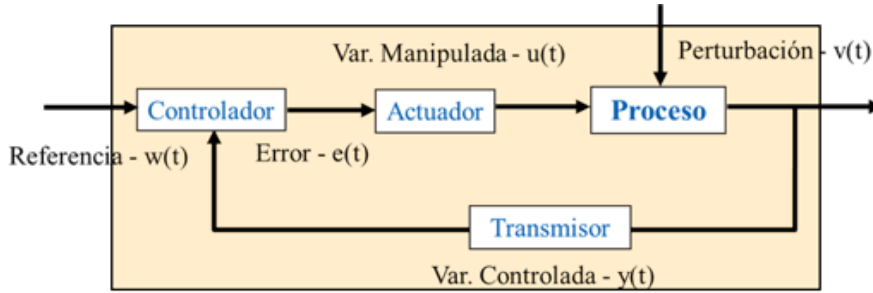 Var. Manipulada - u(t)
Perturbación - v(t)
Controlador
Actuador
Proceso
Referencia - w(t)
Error - e(t)
Transmisor
Var. Controlada - y(t)